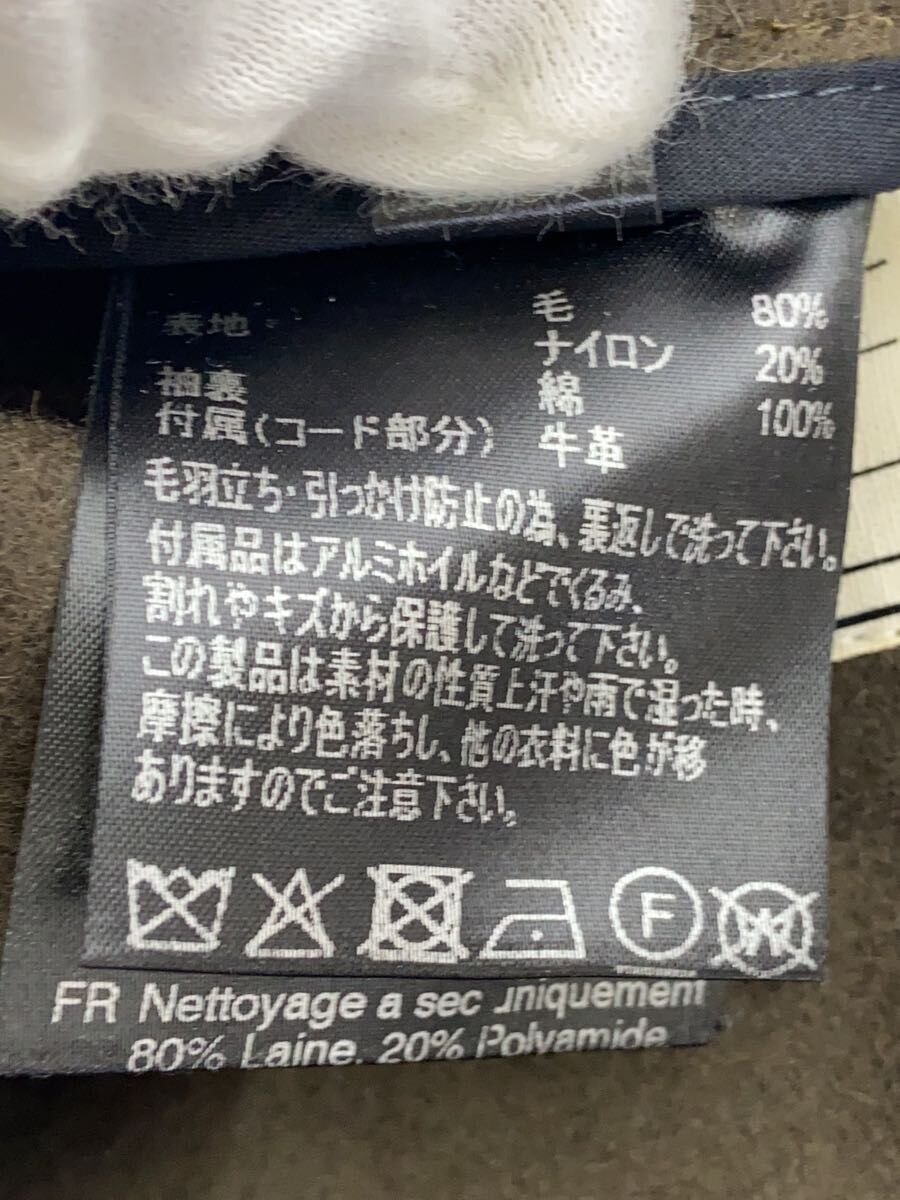 表地 毛 80%
ナイロン 20%
袖裏 綿 100%
付属(コード部分) 牛革
毛羽立ち・引っかけ防止の為、裏返して洗って下さい。
付属品はアルミホイルなどでくるみ、
割れやキズから保護して洗って下さい。
この製品は素材の性質上汗や雨で湿った時、
摩擦により色落ちし、他の衣料に色が移
ありますのでご注意下さい。
F
W
FR Nettoyage a sec uniquement
80% Laine, 20% Polyamide